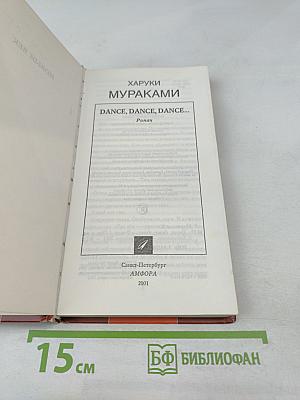 ХАРУКИ
МУРАКАМИ
DANCE, DANCE, DANCE...
Роман
Санкт-Петербург
АМФОРА
2001
15 см
БФ БИБЛИОФАН